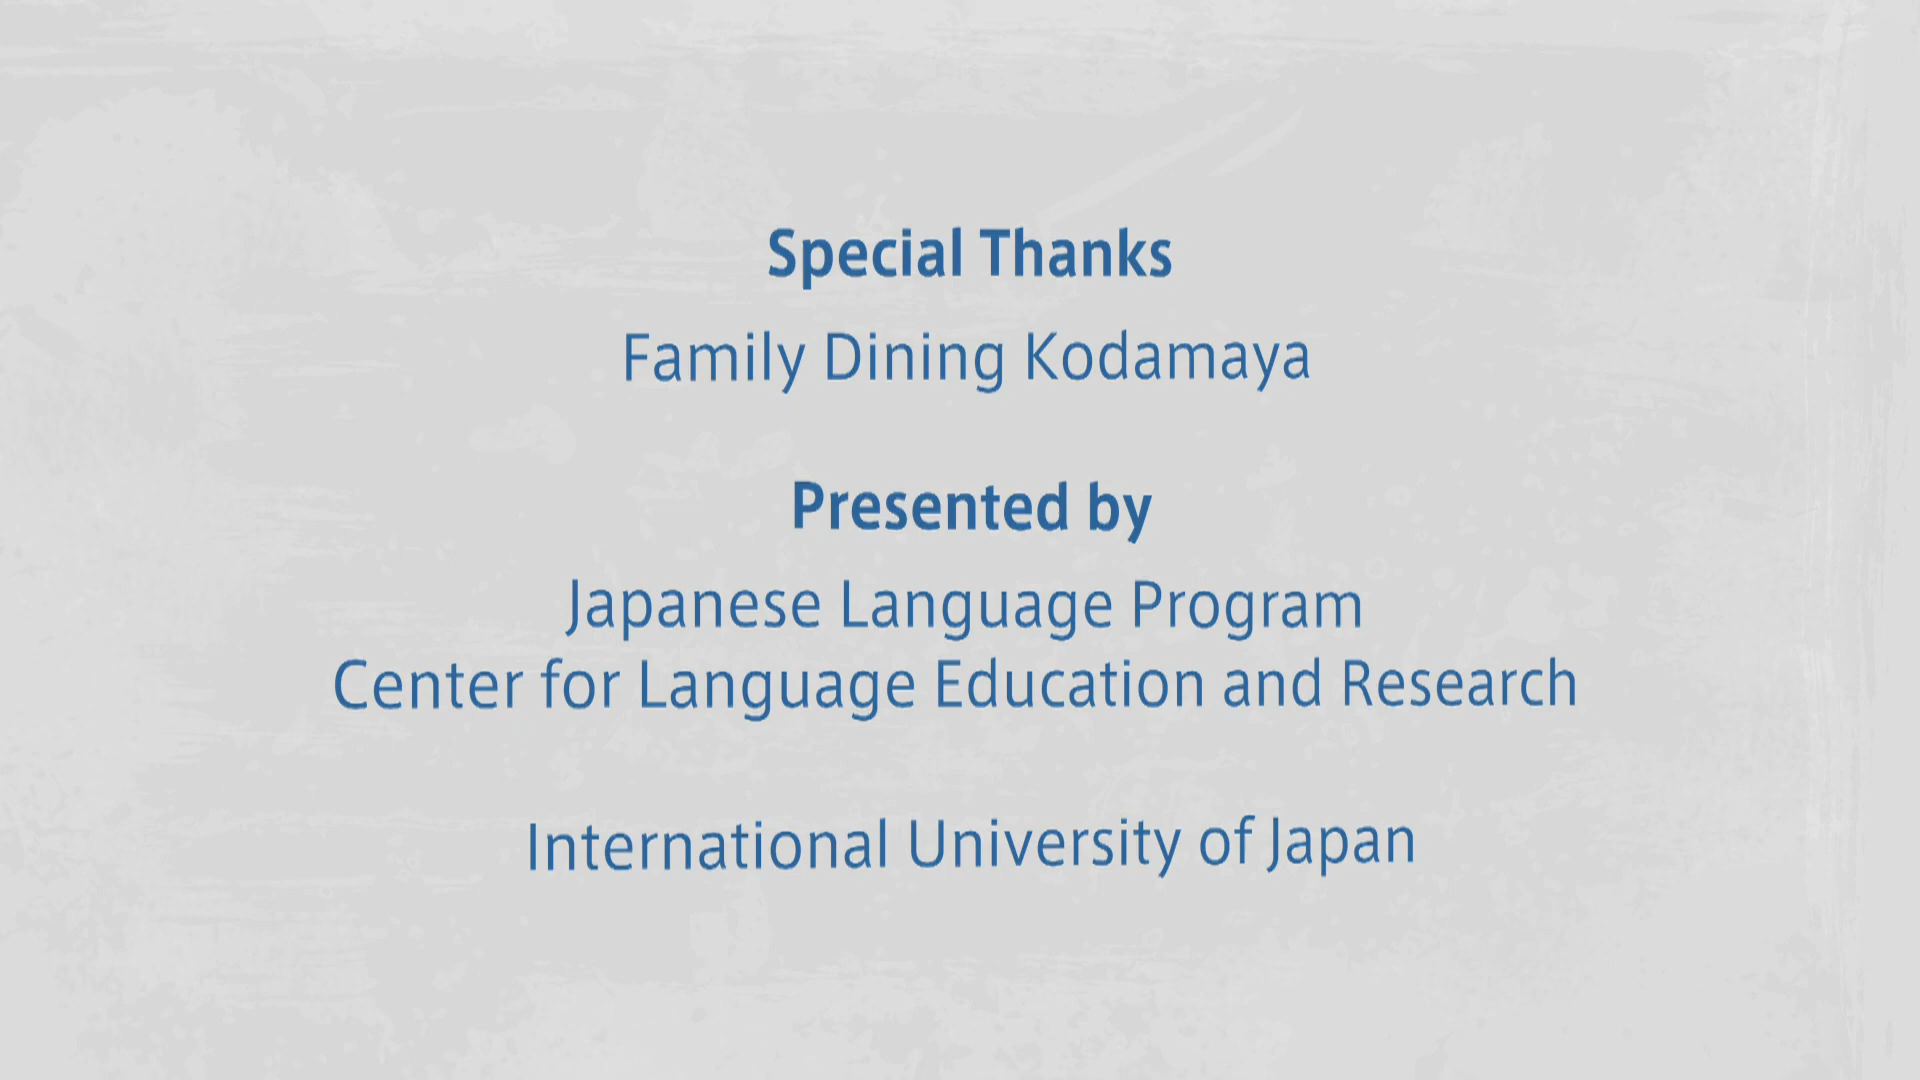 Special Thanks
Family Dining Kodamaya
Presented by
Japanese Language Program
Center for Language Education and Research
International University of Japan